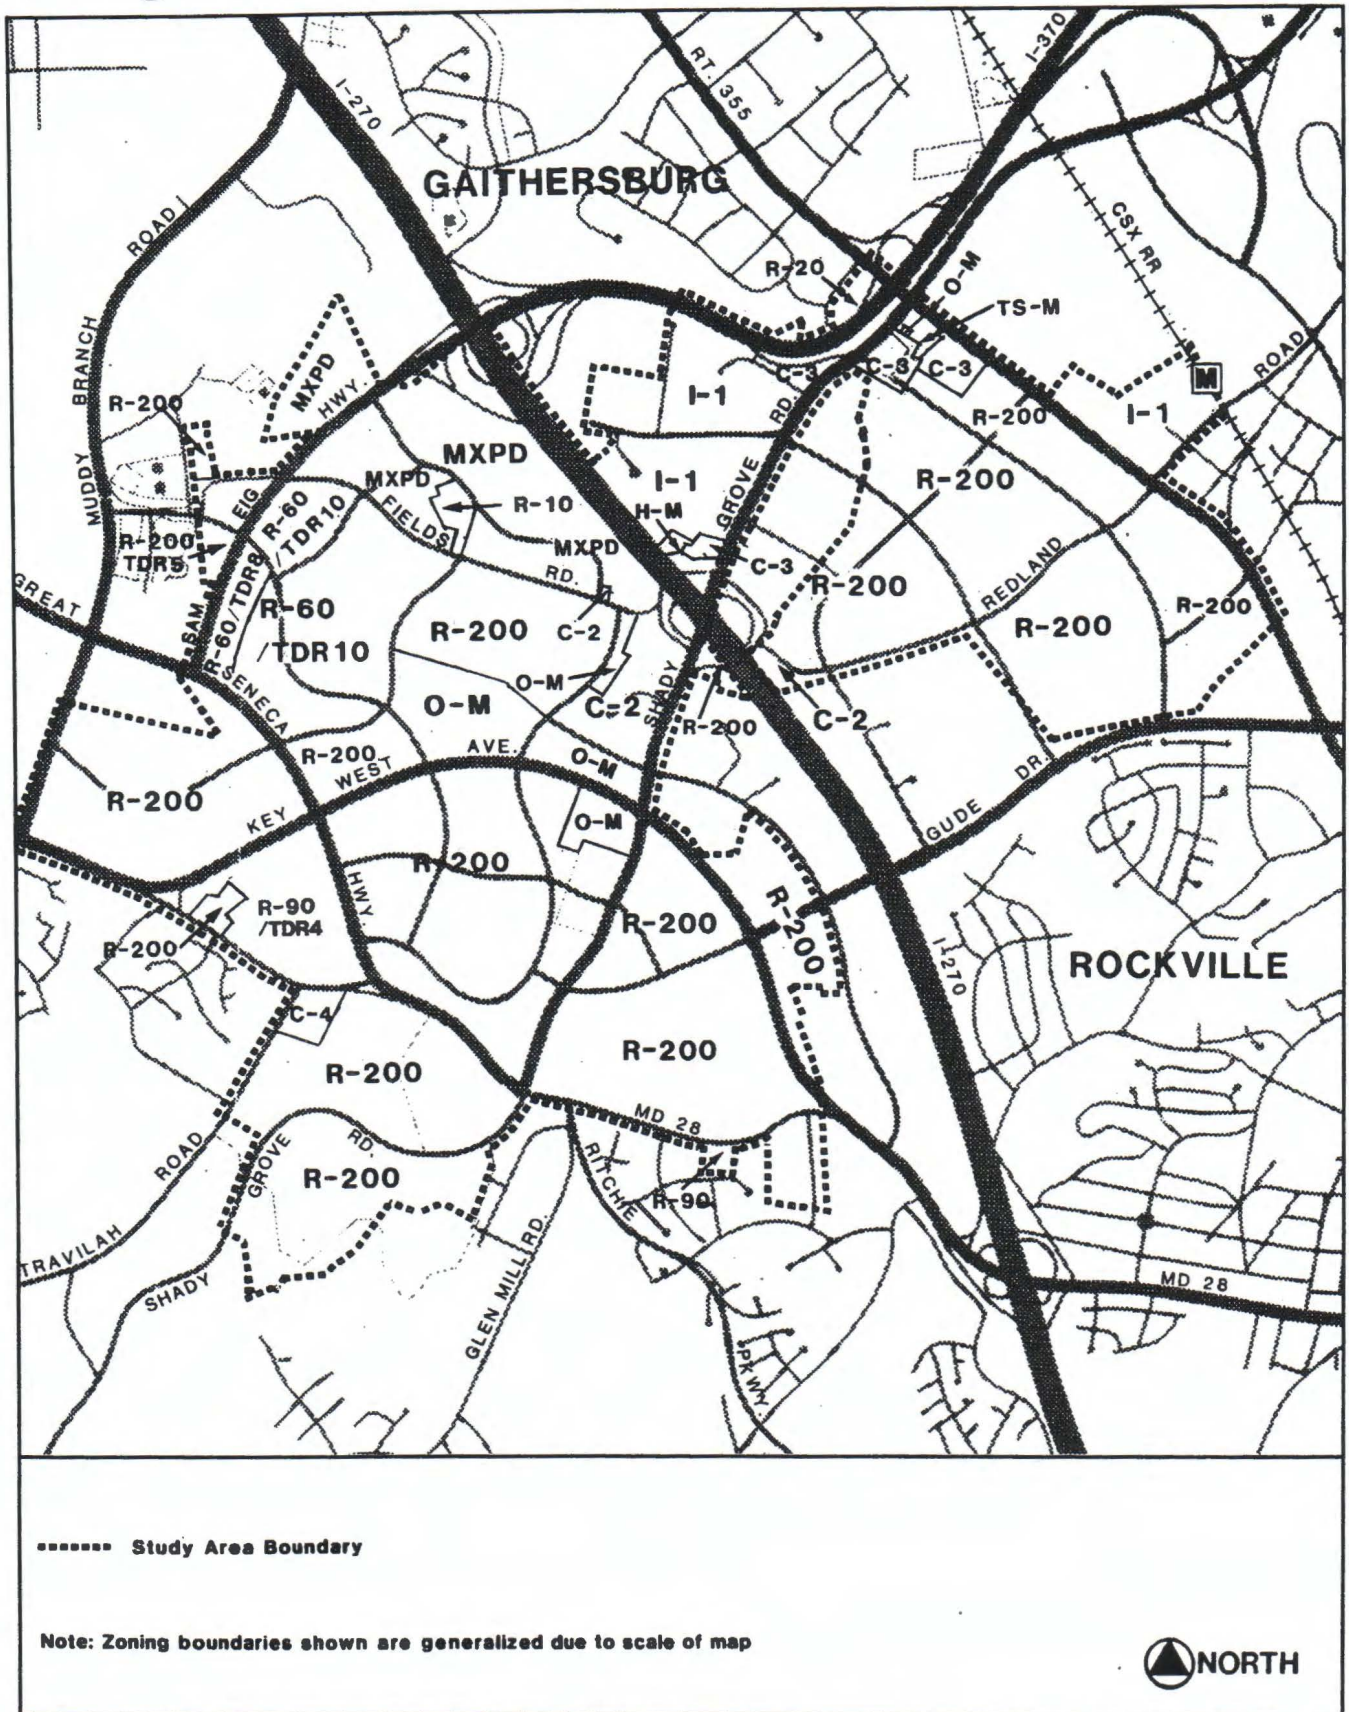 I-270
RT. 355
I-370
GAITHERSBURG
CSX RR
ROAD
R-20
O-M
TS-M
MUDDY BRANCH
MXPD
HWY.
C-3
C-3
C-3
ROAD
M
R-200
I-1
RD.
R-200
I-1
MXPD
MXPD
I-1
R-200
EIG
R-60
/TDR10
FIELDS
R-10
H-M
GROVE
R-200
TDR5
R-60/TDR8
MXPD
RD.
C-3
R-200
REDLAND
GREAT
SAM
R-60
/TDR10
R-200
C-2
R-200
R-200
SENECA
O-M
SHADY
O-M
C-2
R-200
C-2
R-200
WEST
AVE.
O-M
DR.
R-200
KEY
O-M
GUDE
R-200
HWY
R-90
/TDR4
R-200
R-200
R-200
I-270
ROCKVILLE
C-4
R-200
R-200
MD 28
ROAD
GROVE
RD.
R-200
RITCHIE
R-90
TRAVILAH
SHADY
GLEN MILL RD.
MD 28
PKWY.
Study Area Boundary
Note: Zoning boundaries shown are generalized due to scale of map
NORTH